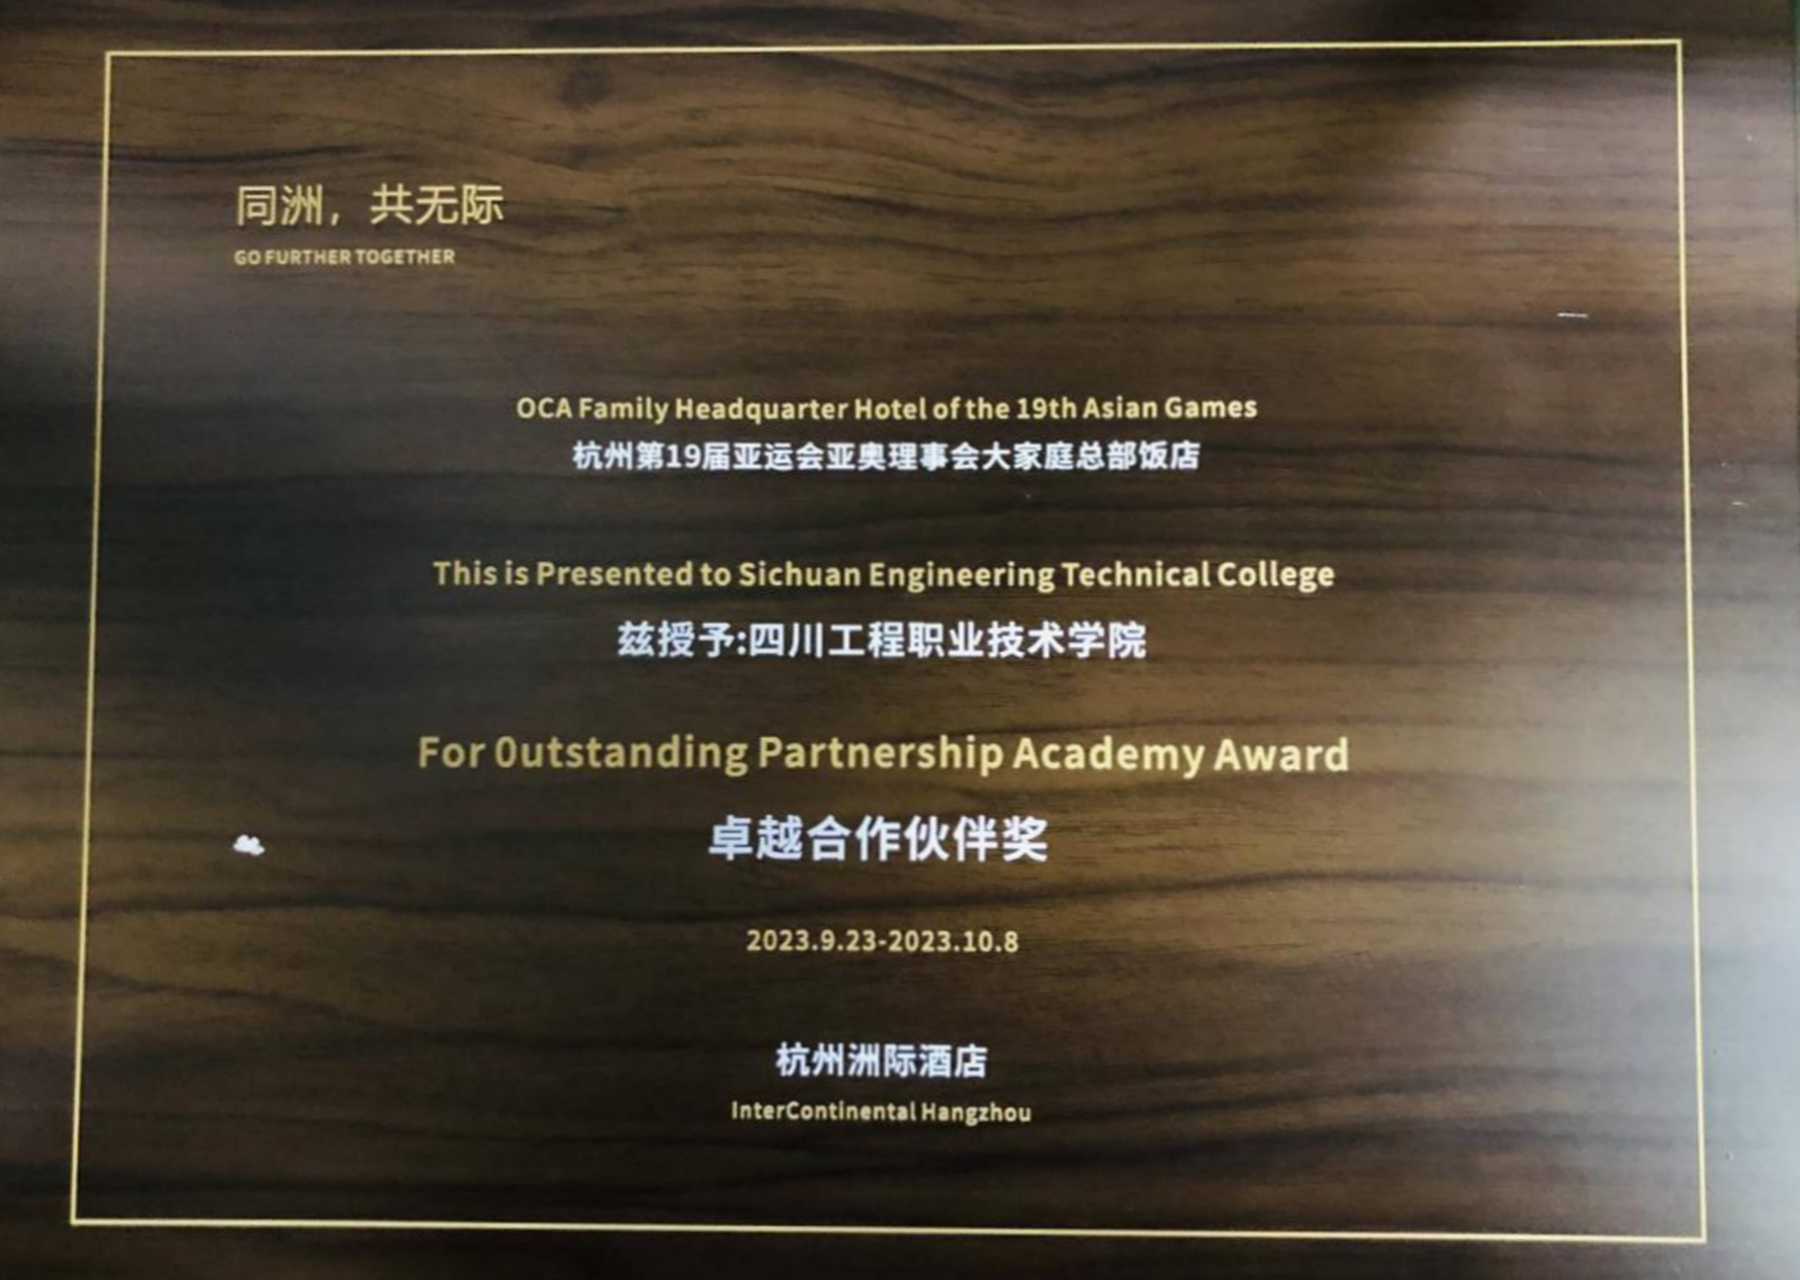 同洲，共无际
GO FURTHER TOGETHER
OCA Family Headquarter Hotel of the 19th Asian Games
杭州第19届亚运会亚奥理事会大家庭总部饭店
This is Presented to Sichuan Engineering Technical College
兹授予:四川工程职业技术学院
For 0utstanding Partnership Academy Award
卓越合作伙伴奖
2023.9.23-2023.10.8
杭州洲际酒店
InterContinental Hangzhou